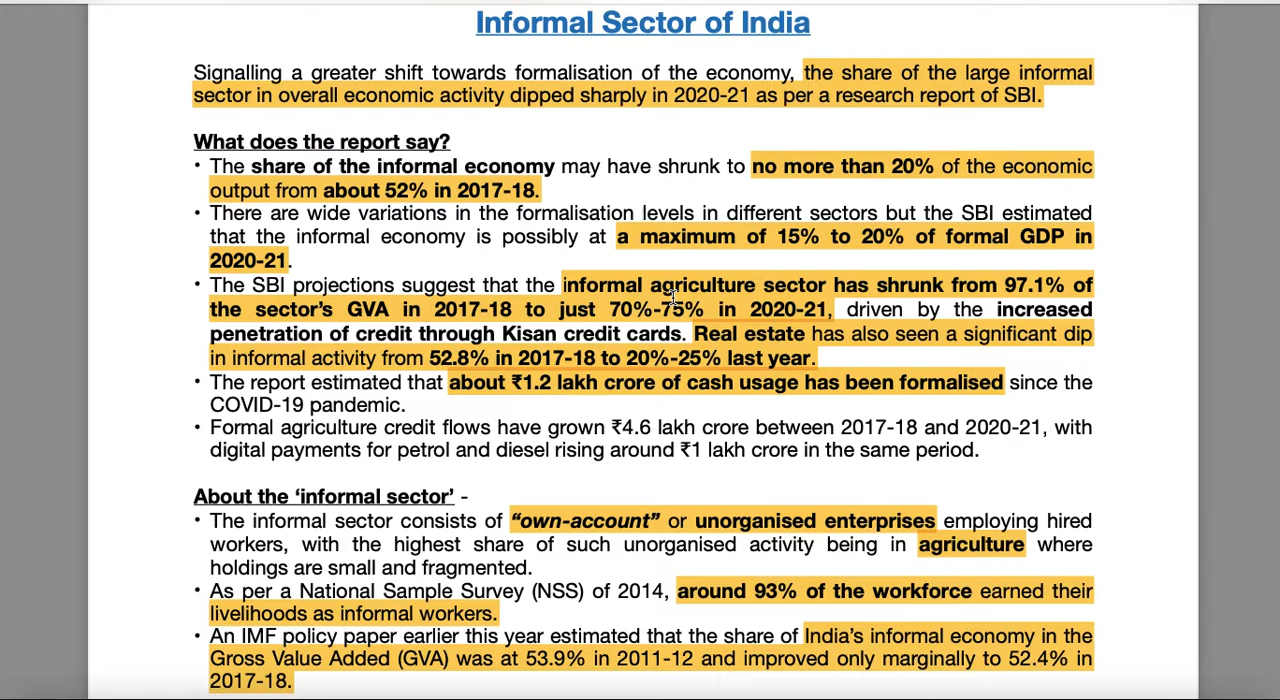 Informal Sector of India
Signalling a greater shift towards formalisation of the economy, the share of the large informal
sector in overall economic activity dipped sharply in 2020-21 as per a research report of SBI.
What does the report say?
• The share of the informal economy may have shrunk to no more than 20% of the economic
output from about 52% in 2017-18.
• There are wide variations in the formalisation levels in different sectors but the SBI estimated
that the informal economy is possibly at a maximum of 15% to 20% of formal GDP in
2020-21.
• The SBI projections suggest that the informal agriculture sector has shrunk from 97.1% of
the sector’s GVA in 2017-18 to just 70%-75% in 2020-21, driven by the increased
penetration of credit through Kisan credit cards. Real estate has also seen a significant dip
in informal activity from 52.8% in 2017-18 to 20%-25% last year.
• The report estimated that about ₹1.2 lakh crore of cash usage has been formalised since the
COVID-19 pandemic.
• Formal agriculture credit flows have grown ₹4.6 lakh crore between 2017-18 and 2020-21, with
digital payments for petrol and diesel rising around ₹1 lakh crore in the same period.
About the ‘informal sector’ -
• The informal sector consists of “own-account” or unorganised enterprises employing hired
workers, with the highest share of such unorganised activity being in agriculture where
holdings are small and fragmented.
• As per a National Sample Survey (NSS) of 2014, around 93% of the workforce earned their
livelihoods as informal workers.
• An IMF policy paper earlier this year estimated that the share of India’s informal economy in the
Gross Value Added (GVA) was at 53.9% in 2011-12 and improved only marginally to 52.4% in
2017-18.